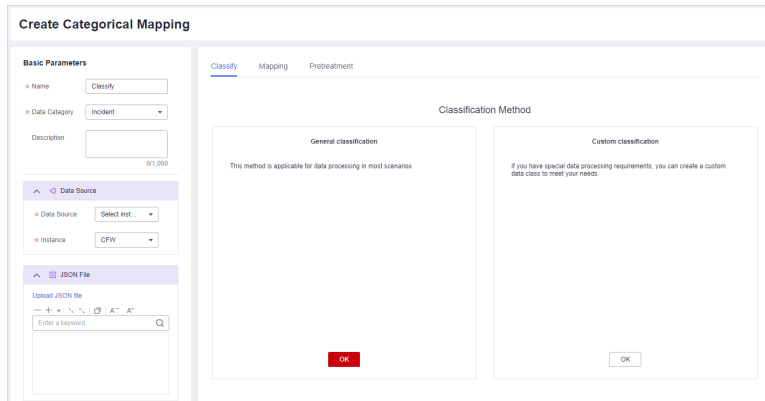 Create Categorical Mapping
Basic Parameters
* Name Classify
* Data Catagory Incident
Description
0/1,000
Data Source
* Data Source Select inst...
* Instance CFW
JSON File
Upload JSON file
A⁻ A⁺
Enter a keyword.
Classify Mapping Pretreatment
Classification Method
General classification
This method is applicable for data processing in most scenarios.
OK
Custom classification
If you have special data processing requirements, you can create a custom
data class to meet your needs.
OK